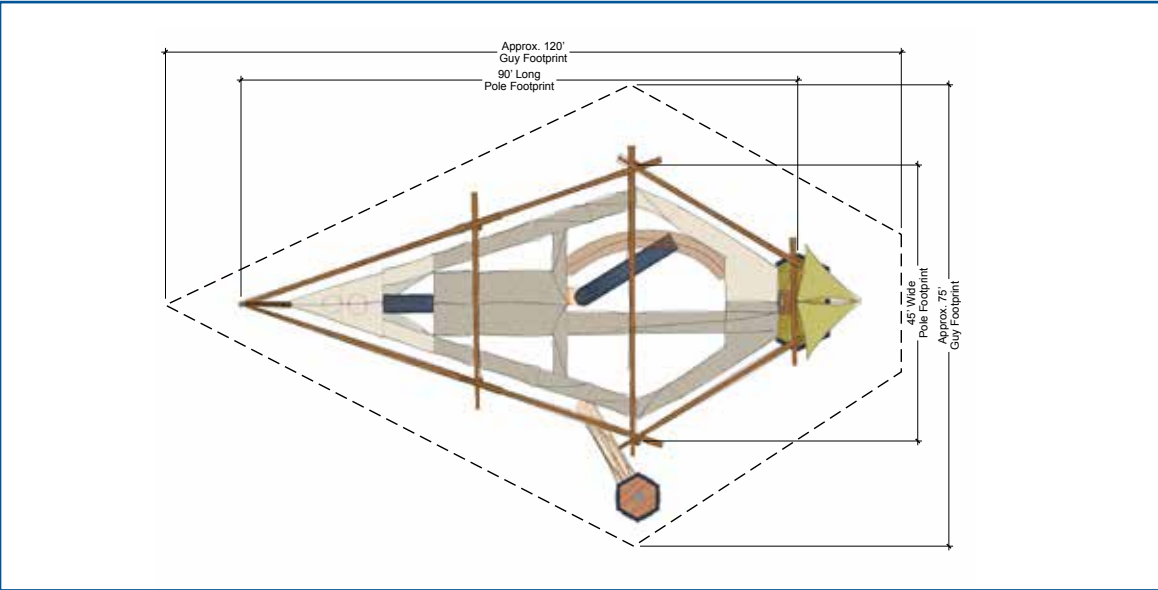 Approx. 120'
Guy Footprint
90' Long
Pole Footprint
45' Wide
Pole Footprint
Approx. 75'
Guy Footprint